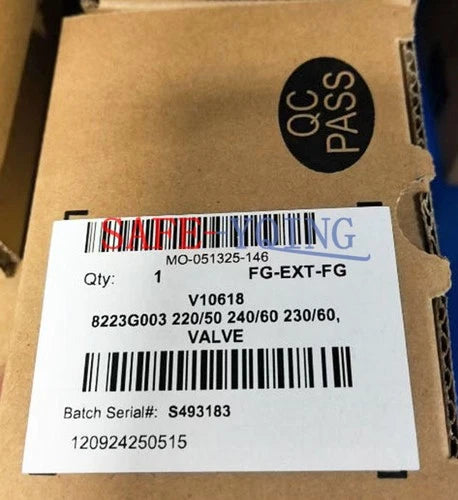 QC
PASS
SAFE-YOING
MO-051325-146
Qty: 1 FG-EXT-FG
V10618
8223G003 220/50 240/60 230/60,
VALVE
Batch Serial#: S493183
120924250515